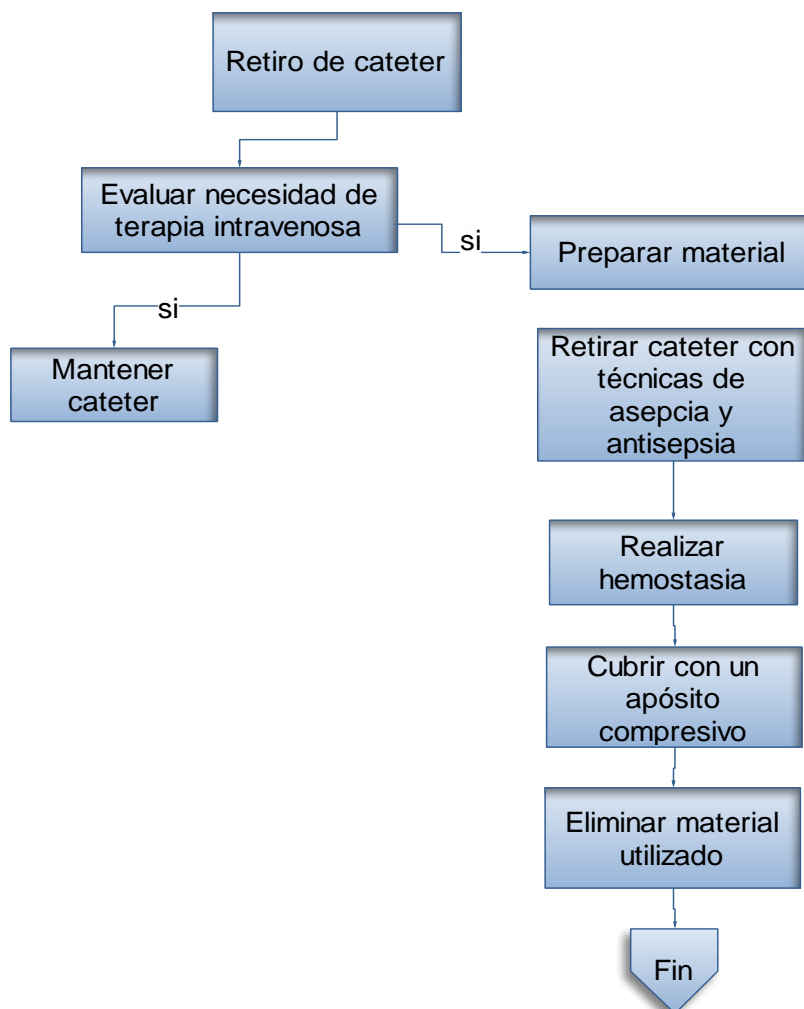 Retiro de cateter
Evaluar necesidad de
terapia intravenosa
si
Preparar material
si
Mantener
cateter
Retirar cateter con
técnicas de
asepcia y
antisepsia
Realizar
hemostasia
Cubrir con un
apósito
compresivo
Eliminar material
utilizado
Fin